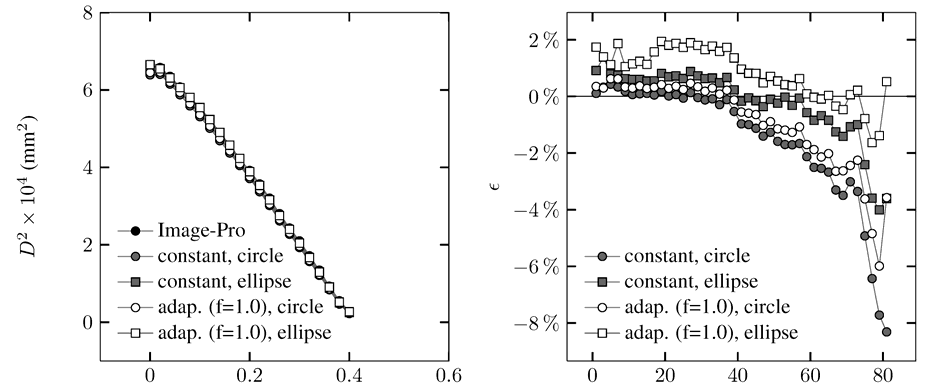 8
6
4
2
0
D² × 10⁴ (mm²)
Image-Pro
constant, circle
constant, ellipse
adap. (f=1.0), circle
adap. (f=1.0), ellipse
0 0.2 0.4 0.6
2 %
0 %
−2 %
−4 %
−6 %
−8 %
ϵ
constant, circle
constant, ellipse
adap. (f=1.0), circle
adap. (f=1.0), ellipse
0 20 40 60 80